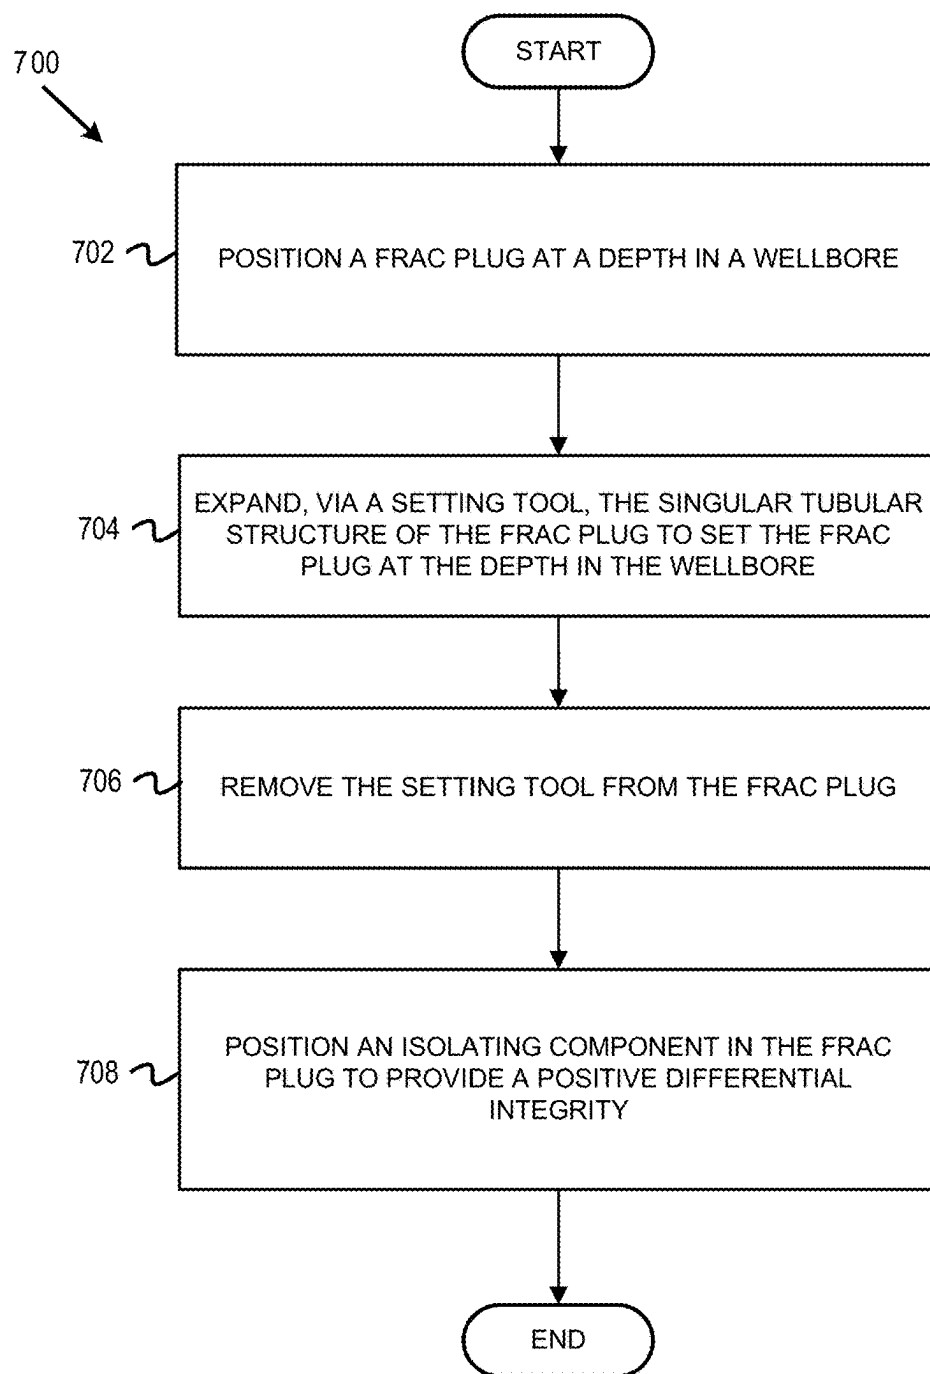 700
START
702
POSITION A FRAC PLUG AT A DEPTH IN A WELLBORE
704
EXPAND, VIA A SETTING TOOL, THE SINGULAR TUBULAR
STRUCTURE OF THE FRAC PLUG TO SET THE FRAC
PLUG AT THE DEPTH IN THE WELLBORE
706
REMOVE THE SETTING TOOL FROM THE FRAC PLUG
708
POSITION AN ISOLATING COMPONENT IN THE FRAC
PLUG TO PROVIDE A POSITIVE DIFFERENTIAL
INTEGRITY
END